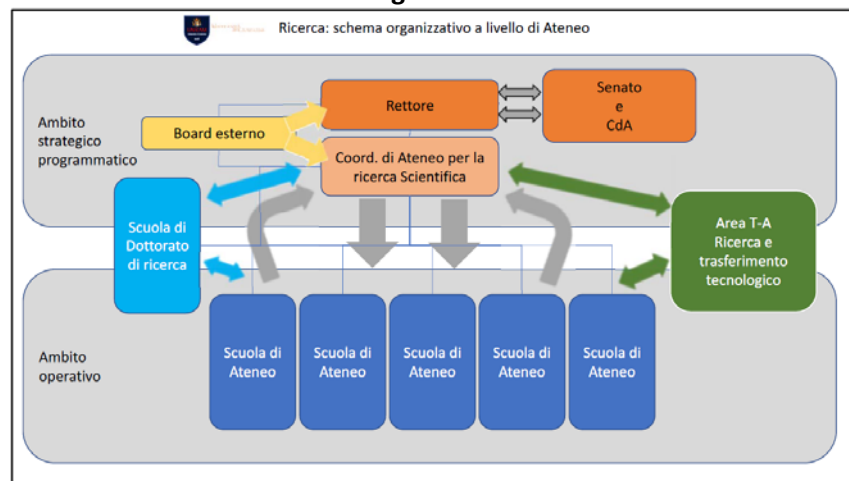 Ricerca: schema organizzativo a livello di Ateneo
Ambito
strategico
programmatico
Board esterno
Rettore
Senato
e
CdA
Coord. di Ateneo per la
ricerca Scientifica
Scuola di
Dottorato
di ricerca
Area T-A
Ricerca e
trasferimento
tecnologico
Ambito
operativo
Scuola di
Ateneo
Scuola di
Ateneo
Scuola di
Ateneo
Scuola di
Ateneo
Scuola di
Ateneo